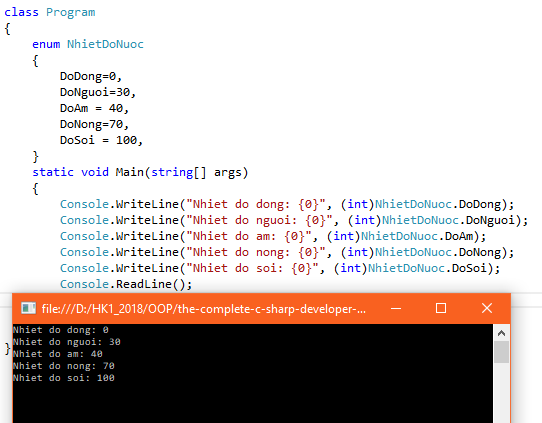 class Program
{
enum NhietDoNuoc
{
DoDong=0,
DoNguoi=30,
DoAm = 40,
DoNong=70,
DoSoi = 100,
}
static void Main(string[] args)
{
Console.WriteLine("Nhiet do dong: {0}", (int)NhietDoNuoc.DoDong);
Console.WriteLine("Nhiet do nguoi: {0}", (int)NhietDoNuoc.DoNguoi);
Console.WriteLine("Nhiet do am: {0}", (int)NhietDoNuoc.DoAm);
Console.WriteLine("Nhiet do nong: {0}", (int)NhietDoNuoc.DoNong);
Console.WriteLine("Nhiet do soi: {0}", (int)NhietDoNuoc.DoSoi);
Console.ReadLine();
file:///D:/HK1_2018/OOP/the-complete-c-sharp-developer-...
Nhiet do dong: 0
Nhiet do nguoi: 30
}
Nhiet do am: 40
Nhiet do nong: 70
Nhiet do soi: 100